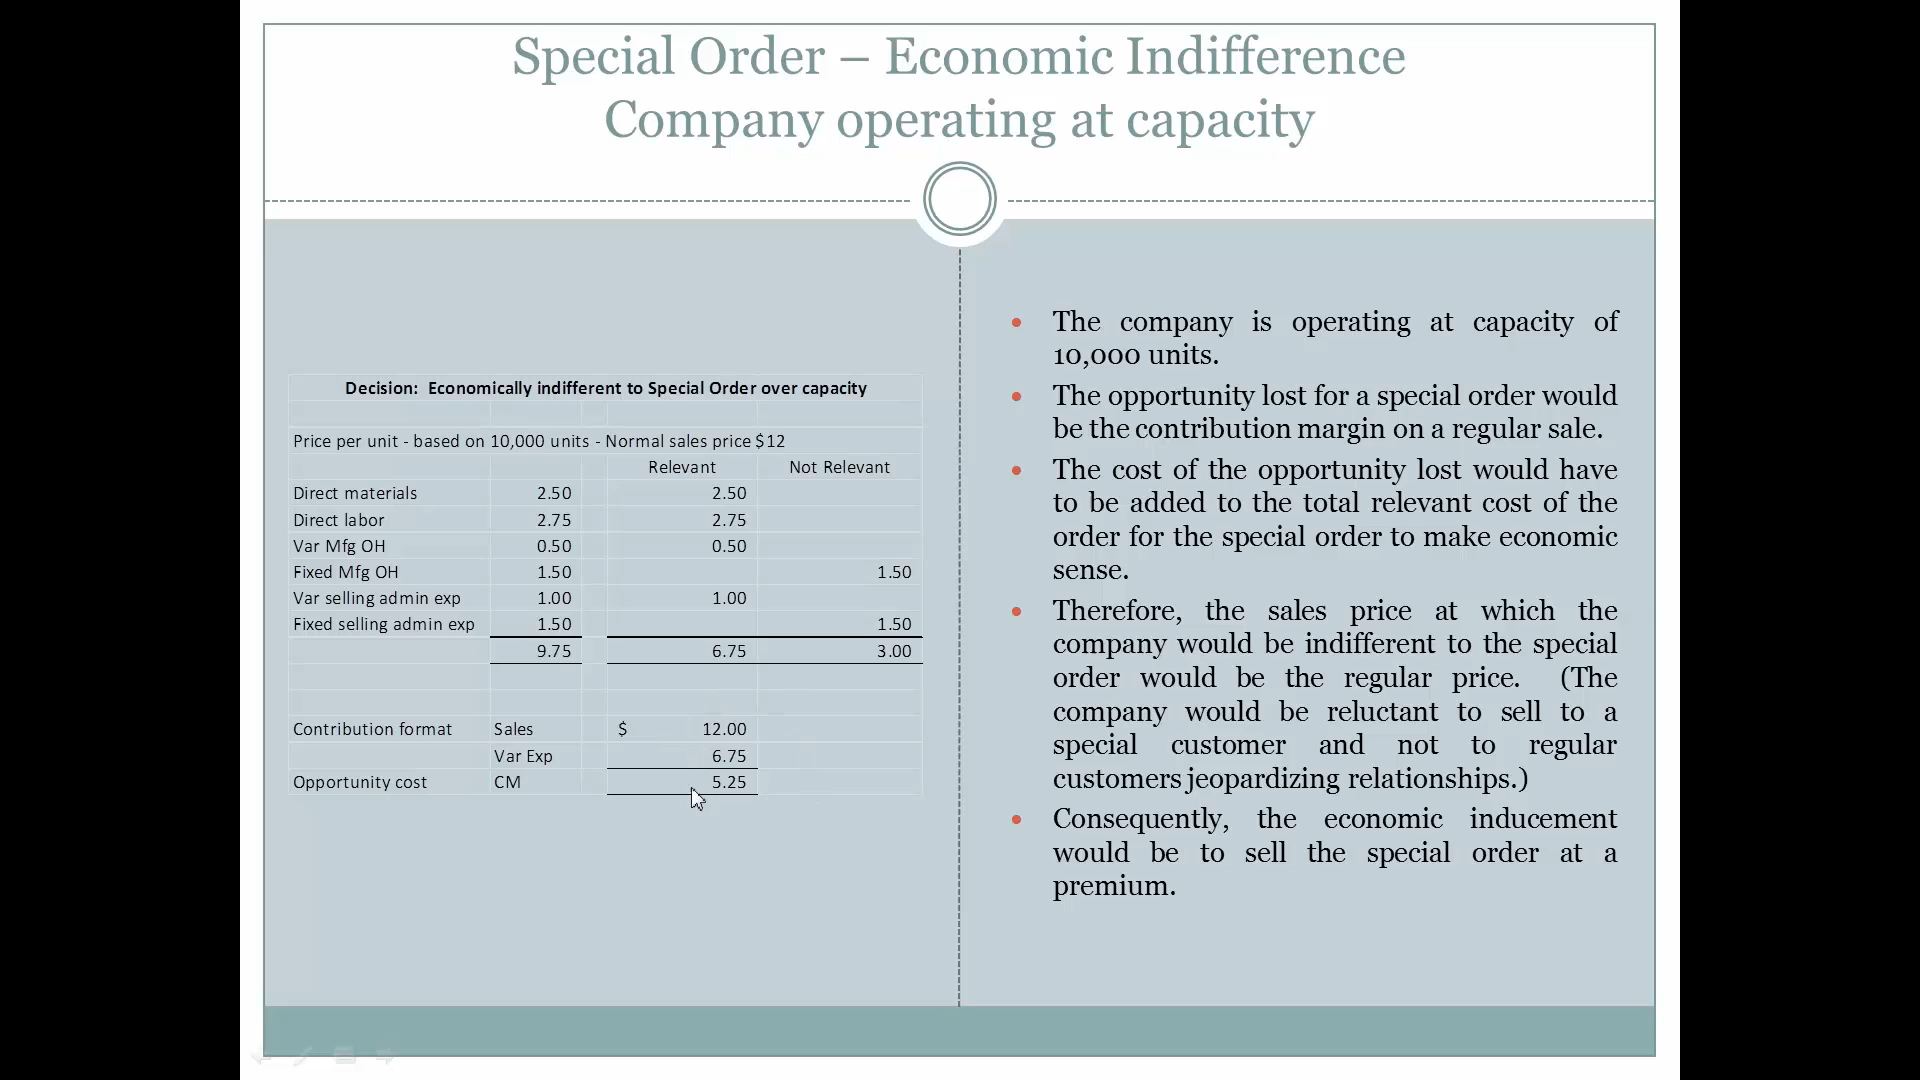 Special Order – Economic Indifference
Company operating at capacity
Decision:  Economically indifferent to Special Order over capacity
Price per unit - based on 10,000 units - Normal sales price $12
Relevant Not Relevant
Direct materials 2.50 2.50
Direct labor 2.75 2.75
Var Mfg OH 0.50 0.50
Fixed Mfg OH 1.50 1.50
Var selling admin exp 1.00 1.00
Fixed selling admin exp 1.50 1.50
9.75 6.75 3.00
Contribution format Sales $ 12.00
Var Exp 6.75
Opportunity cost CM 5.25
• The company is operating at capacity of
10,000 units.
• The opportunity lost for a special order would
be the contribution margin on a regular sale.
• The cost of the opportunity lost would have
to be added to the total relevant cost of the
order for the special order to make economic
sense.
• Therefore, the sales price at which the
company would be indifferent to the special
order would be the regular price. (The
company would be reluctant to sell to a
special customer and not to regular
customers jeopardizing relationships.)
• Consequently, the economic inducement
would be to sell the special order at a
premium.